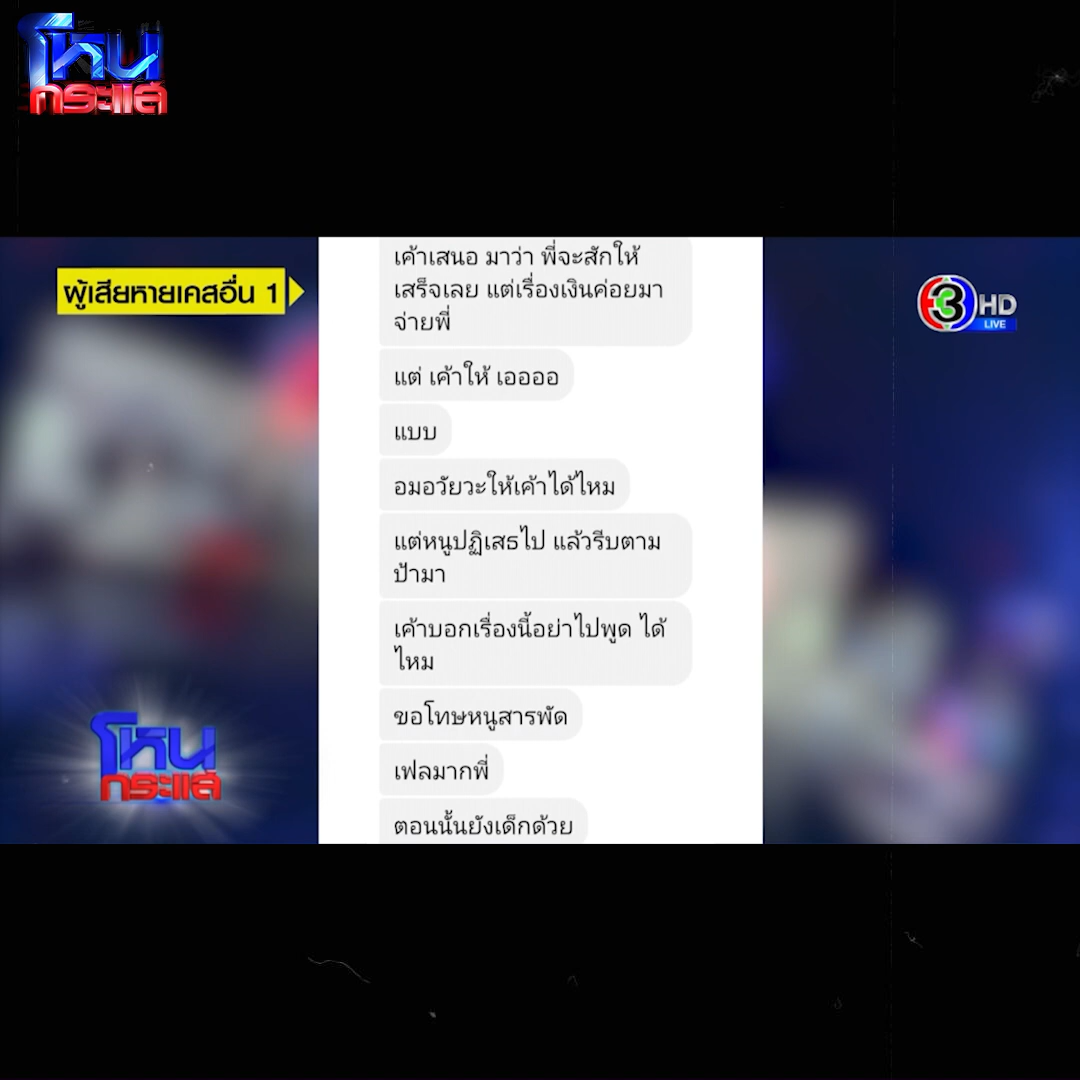 โหน
กระแส
ผู้เสียหายเคสอื่น 1
3 HD
LIVE
เค้าเสนอ มาว่า พี่จะสักให้
เสร็จเลย แต่เรื่องเงินค่อยมา
จ่ายพี่
แต่ เค้าให้ เออออ
แบบ
อมอวัยวะให้เค้าได้ไหม
แต่หนูปฏิเสธไป แล้วรีบตาม
ป้ามา
เค้าบอกเรื่องนี้อย่าไปพูด ได้
ไหม
ขอโทษหนูสารพัด
เฟลมากพี่
ตอนนั้นยังเด็กด้วย
โหน
กระแส